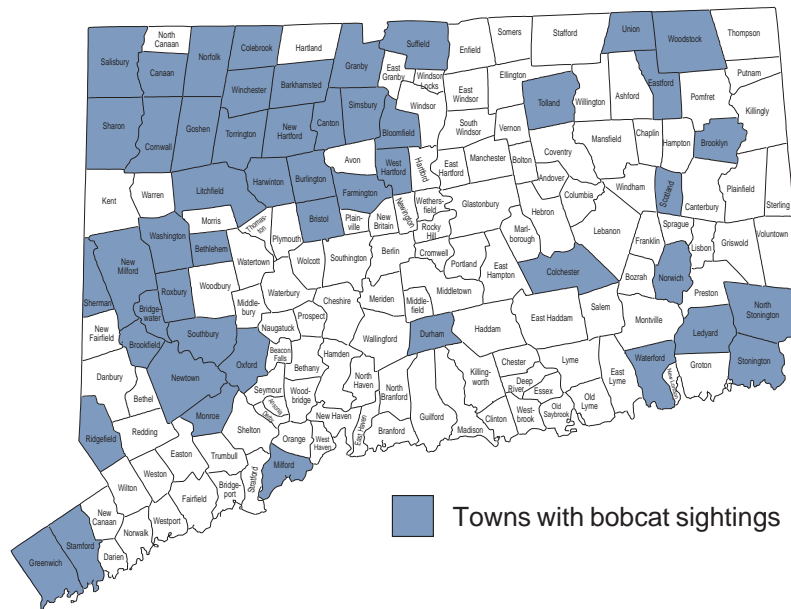 North
Canaan
Colebrook
Hartland
Suffield
Enfield
Somers
Stafford
Union
Woodstock
Thompson
Salisbury
Canaan
Norfolk
Granby
East
Granby
Windsor
Locks
East
Windsor
Ellington
Putnam
Winchester
Barkhamsted
Simsbury
Windsor
Tolland
Willington
Ashford
Eastford
Pomfret
Killingly
Sharon
Cornwall
Goshen
Torrington
New
Hartford
Canton
Bloomfield
South
Windsor
Vernon
Mansfield
Chaplin
Hampton
Brooklyn
Avon
West
Hartford
Hartford
East
Hartford
Manchester
Bolton
Coventry
Andover
Kent
Warren
Litchfield
Harwinton
Burlington
Farmington
Newington
Wethers-
field
Glastonbury
Hebron
Columbia
Windham
Scotland
Canterbury
Plainfield
Sterling
Morris
Thomas-
ton
Plymouth
Bristol
Plain-
ville
New
Britain
Rocky
Hill
Marl-
borough
Lebanon
Franklin
Sprague
Lisbon
Griswold
Voluntown
Washington
Bethlehem
Watertown
Wolcott
Southington
Berlin
Cromwell
Portland
East
Hampton
Colchester
Bozrah
Norwich
Preston
North
Stonington
New
Milford
Sherman
Roxbury
Woodbury
Middle-
bury
Waterbury
Cheshire
Meriden
Middle-
field
Middletown
Haddam
East Haddam
Salem
Montville
Ledyard
Bridge-
water
New
Fairfield
Brookfield
Southbury
Naugatuck
Prospect
Wallingford
Durham
Oxford
Beacon
Falls
Bethany
Hamden
North
Haven
North
Branford
Killing-
worth
Chester
Deep
River
Essex
Lyme
East
Lyme
Waterford
New London
Groton
Stonington
Danbury
Bethel
Newtown
Seymour
Ansonia
Derby
Wood-
bridge
New Haven
East Haven
Branford
Guilford
Madison
Clinton
West-
brook
Old
Saybrook
Old
Lyme
Ridgefield
Redding
Monroe
Shelton
Orange
West
Haven
Easton
Trumbull
Milford
Stratford
Wilton
Weston
Fairfield
Bridge-
port
New
Canaan
Norwalk
Westport
Darien
Stamford
Greenwich
Towns with bobcat sightings